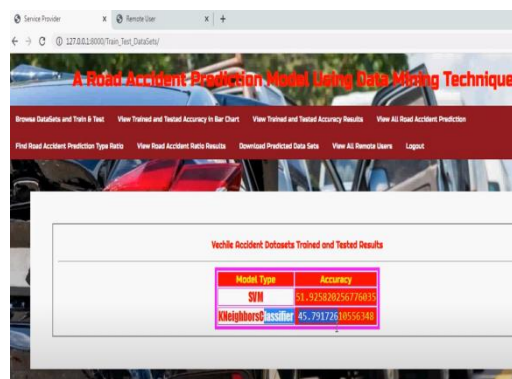 Service Provider
Remote User
127.0.0.1:8000/Train_Test_DataSets/
A Road Accident Prediction Model Using Data Mining Technique
Browse DataSets and Train & Test View Trained and Tested Accuracy in Bar Chart View Trained and Tested Accuracy Results View All Road Accident Prediction
Find Road Accident Prediction Type Ratio View Road Accident Ratio Results Download Predicted Data Sets View All Remote Users Logout
Vechile Accident Datasets Trained and Tested Results
Model Type Accuracy
SVM 51.925820256776035
KNeighborsClassifier 45.79172610556348